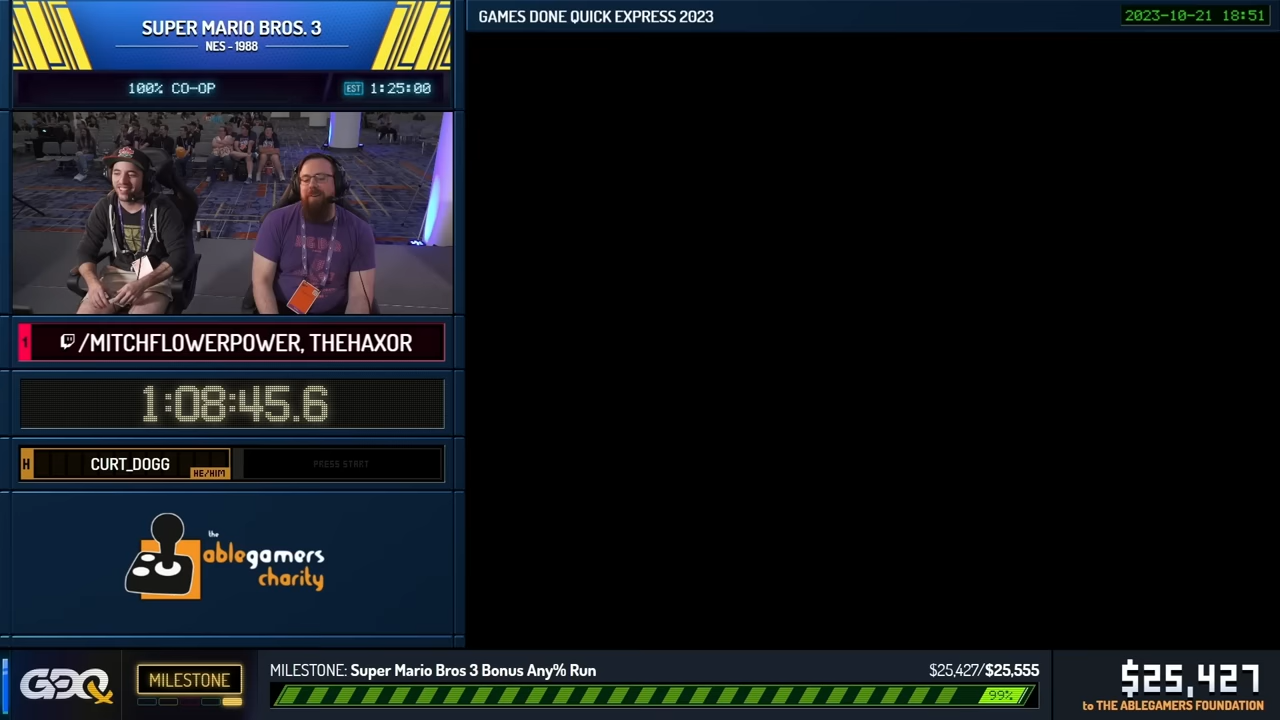 SUPER MARIO BROS. 3
NES - 1988
100% CO-OP
EST 1:25:00
GAMES DONE QUICK EXPRESS 2023
2023-10-21 18:51
1
/MITCHFLOWERPOWER, THEHAXOR
1:08:45.6
H
CURT_DOGG
HE/HIM
PRESS START
the
ablegamers
charity
GDQx
MILESTONE
MILESTONE: Super Mario Bros 3 Bonus Any% Run
$25,427/$25,555
99%
$25,427
to THE ABLEGAMERS FOUNDATION